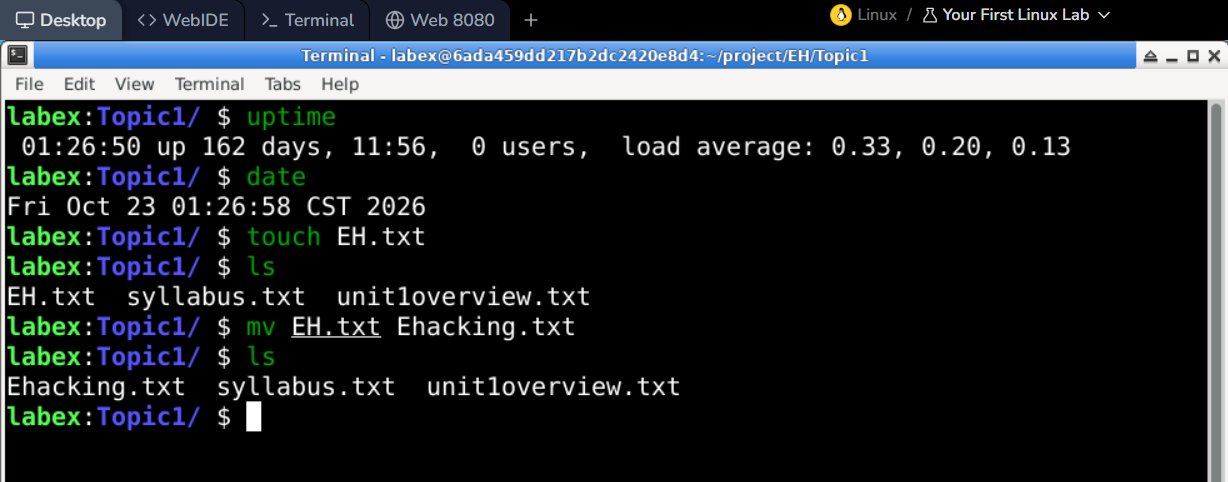 Desktop <> WebIDE >_ Terminal Web 8080 + Linux / Your First Linux Lab
Terminal - labex@6ada459dd217b2dc2420e8d4:~/project/EH/Topic1
File Edit View Terminal Tabs Help
labex:Topic1/ $ uptime
 01:26:50 up 162 days, 11:56,  0 users,  load average: 0.33, 0.20, 0.13
labex:Topic1/ $ date
Fri Oct 23 01:26:58 CST 2026
labex:Topic1/ $ touch EH.txt
labex:Topic1/ $ ls
EH.txt  syllabus.txt  unit1overview.txt
labex:Topic1/ $ mv EH.txt Ehacking.txt
labex:Topic1/ $ ls
Ehacking.txt  syllabus.txt  unit1overview.txt
labex:Topic1/ $